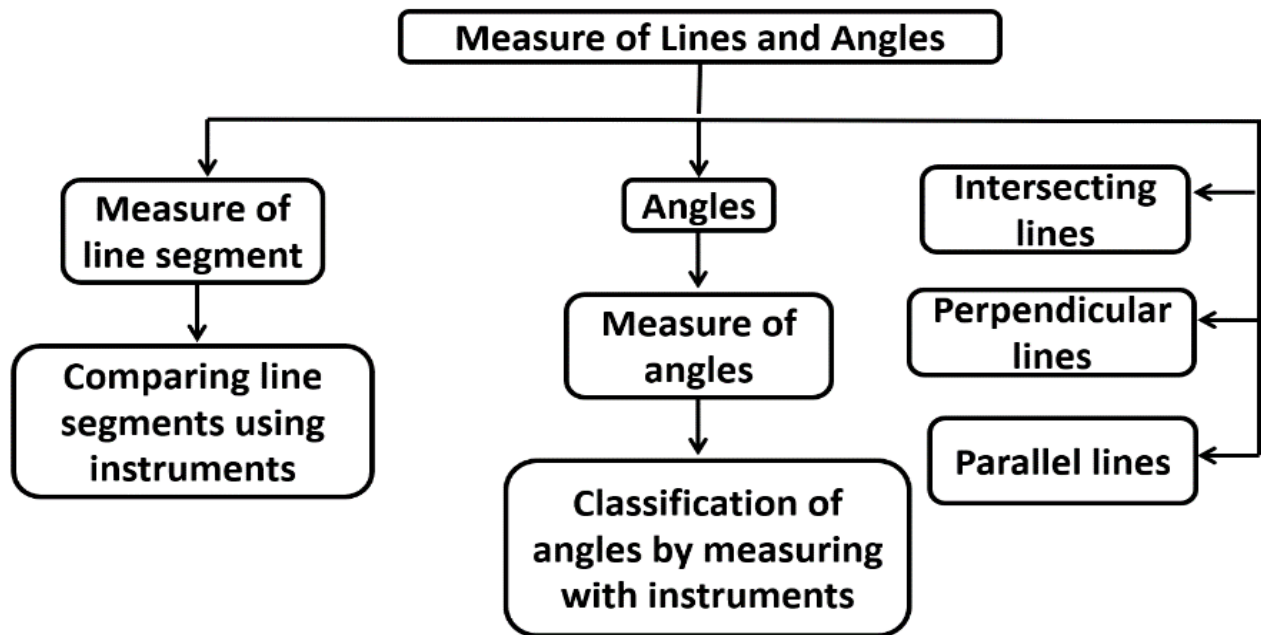 Measure of Lines and Angles
Measure of
line segment
Comparing line
segments using
instruments
Angles
Measure of
angles
Classification of
angles by measuring
with instruments
Intersecting
lines
Perpendicular
lines
Parallel lines